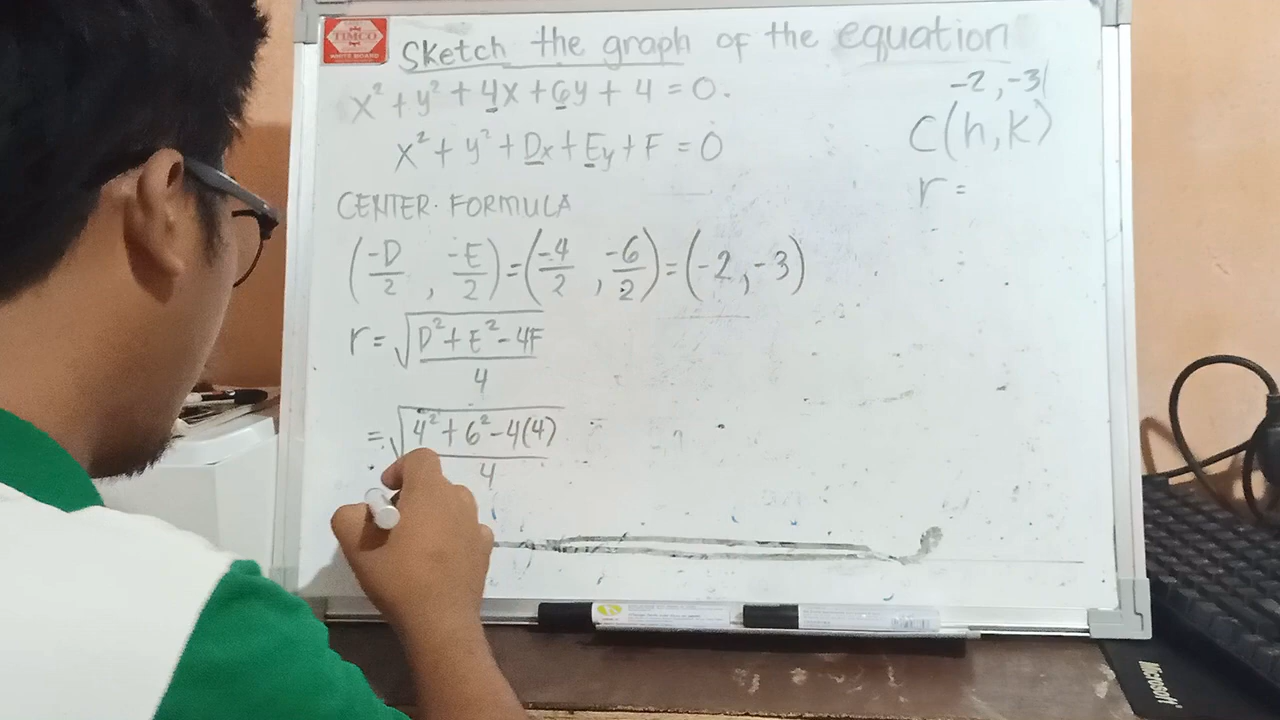 TIMCO
WHITE BOARD
Sketch the graph of the equation
x² + y² + 4x + 6y + 4 = 0.
x² + y² + Dx + Ey + F = 0
CENTER FORMULA
(-D/2, -E/2) = (-4/2, -6/2) = (-2, -3)
r = √(D² + E² - 4F)/4
= √(4² + 6² - 4(4))/4
-2, -3
C(h, k)
r =
Microsoft